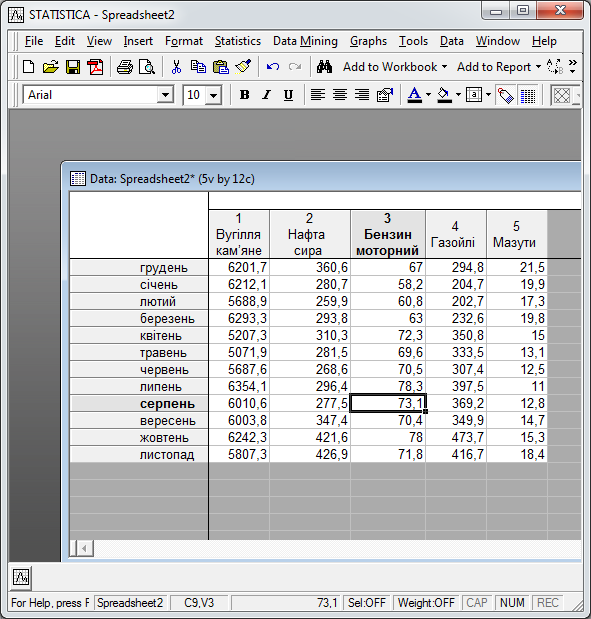 STATISTICA - Spreadsheet2
File Edit View Insert Format Statistics Data Mining Graphs Tools Data Window Help
Add to Workbook Add to Report
Arial 10 B I U A
Data: Spreadsheet2* (5v by 12c)
1 2 3 4 5
Вугілля Нафта Бензин Газойлі Мазути
кам'яне сира моторний
грудень 6201,7 360,6 67 294,8 21,5
січень 6212,1 280,7 58,2 204,7 19,9
лютий 5688,9 259,9 60,8 202,7 17,3
березень 6293,3 293,8 63 232,6 19,8
квітень 5207,3 310,3 72,3 350,8 15
травень 5071,9 281,5 69,6 333,5 13,1
червень 5687,6 268,6 70,5 307,4 12,5
липень 6354,1 296,4 78,3 397,5 11
серпень 6010,6 277,5 73,1 369,2 12,8
вересень 6003,8 347,4 70,4 349,9 14,7
жовтень 6242,3 421,6 78 473,7 15,3
листопад 5807,3 426,9 71,8 416,7 18,4
For Help, press F Spreadsheet2 C9,V3 73,1 Sel:OFF Weight:OFF CAP NUM REC